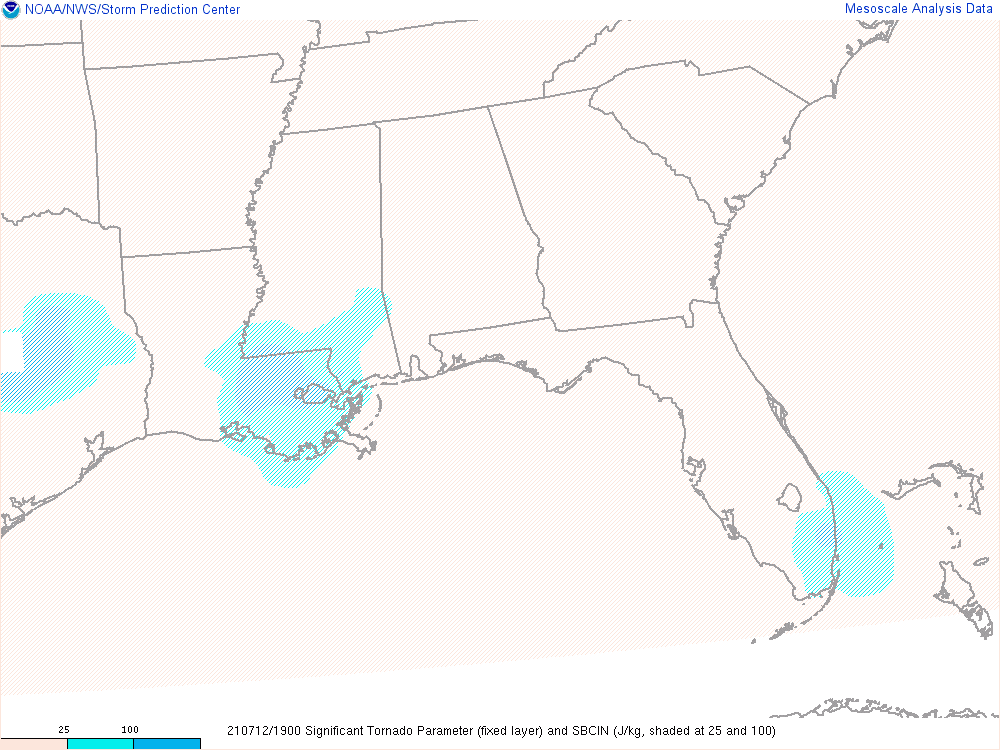 NOAA/NWS/Storm Prediction Center
Mesoscale Analysis Data
25 100
210712/1900 Significant Tornado Parameter (fixed layer) and SBCIN (J/kg, shaded at 25 and 100)